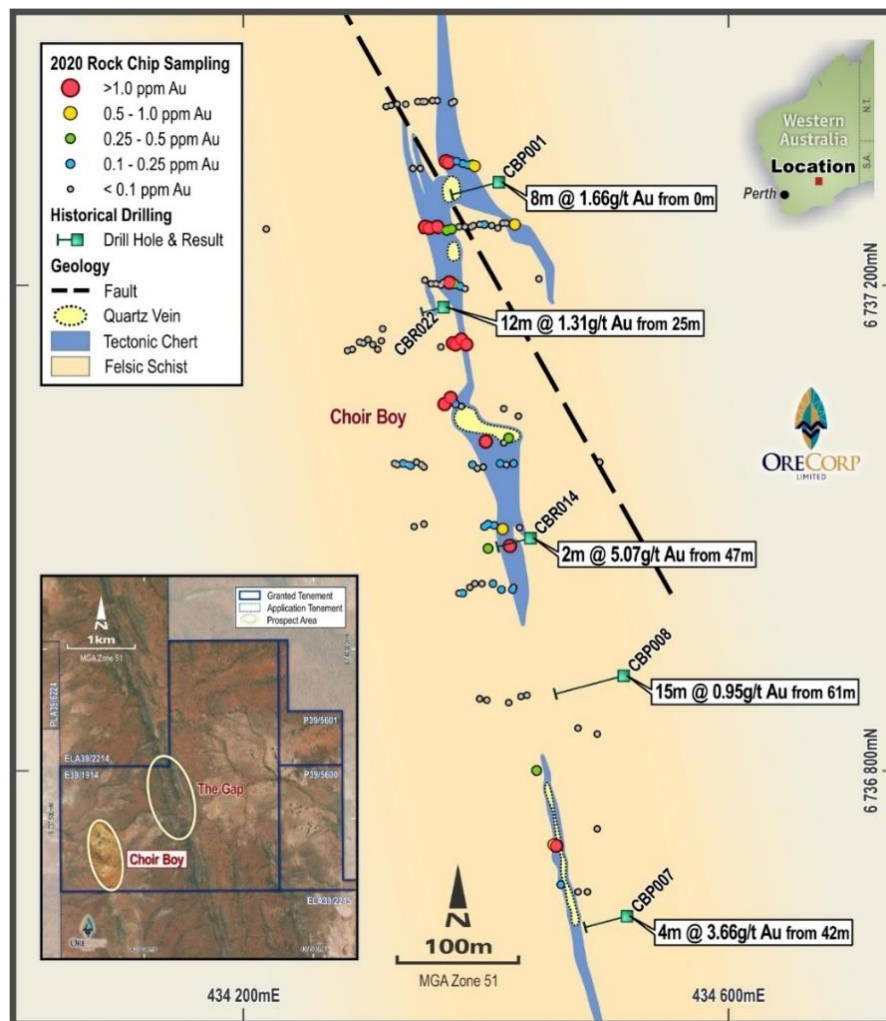 2020 Rock Chip Sampling
>1.0 ppm Au
0.5 - 1.0 ppm Au
0.25 - 0.5 ppm Au
0.1 - 0.25 ppm Au
< 0.1 ppm Au
Historical Drilling
Drill Hole & Result
Geology
Fault
Quartz Vein
Tectonic Chert
Felsic Schist
Western
Australia
N.T.
S.A.
Location
Perth
CBP001
8m @ 1.66g/t Au from 0m
6 737 200mN
CBR022
12m @ 1.31g/t Au from 25m
Choir Boy
ORECORP
LIMITED
CBR014
2m @ 5.07g/t Au from 47m
CBP008
15m @ 0.95g/t Au from 61m
6 736 800mN
CBP007
4m @ 3.66g/t Au from 42m
N
100m
MGA Zone 51
434 200mE
434 600mE
N
1km
MGA Zone 51
Granted Tenement
Application Tenement
Prospect Area
PLA39/6224
P39/5601
ELA39/2214
E39/1914
P39/5600
The Gap
Choir Boy
ELA39/2215